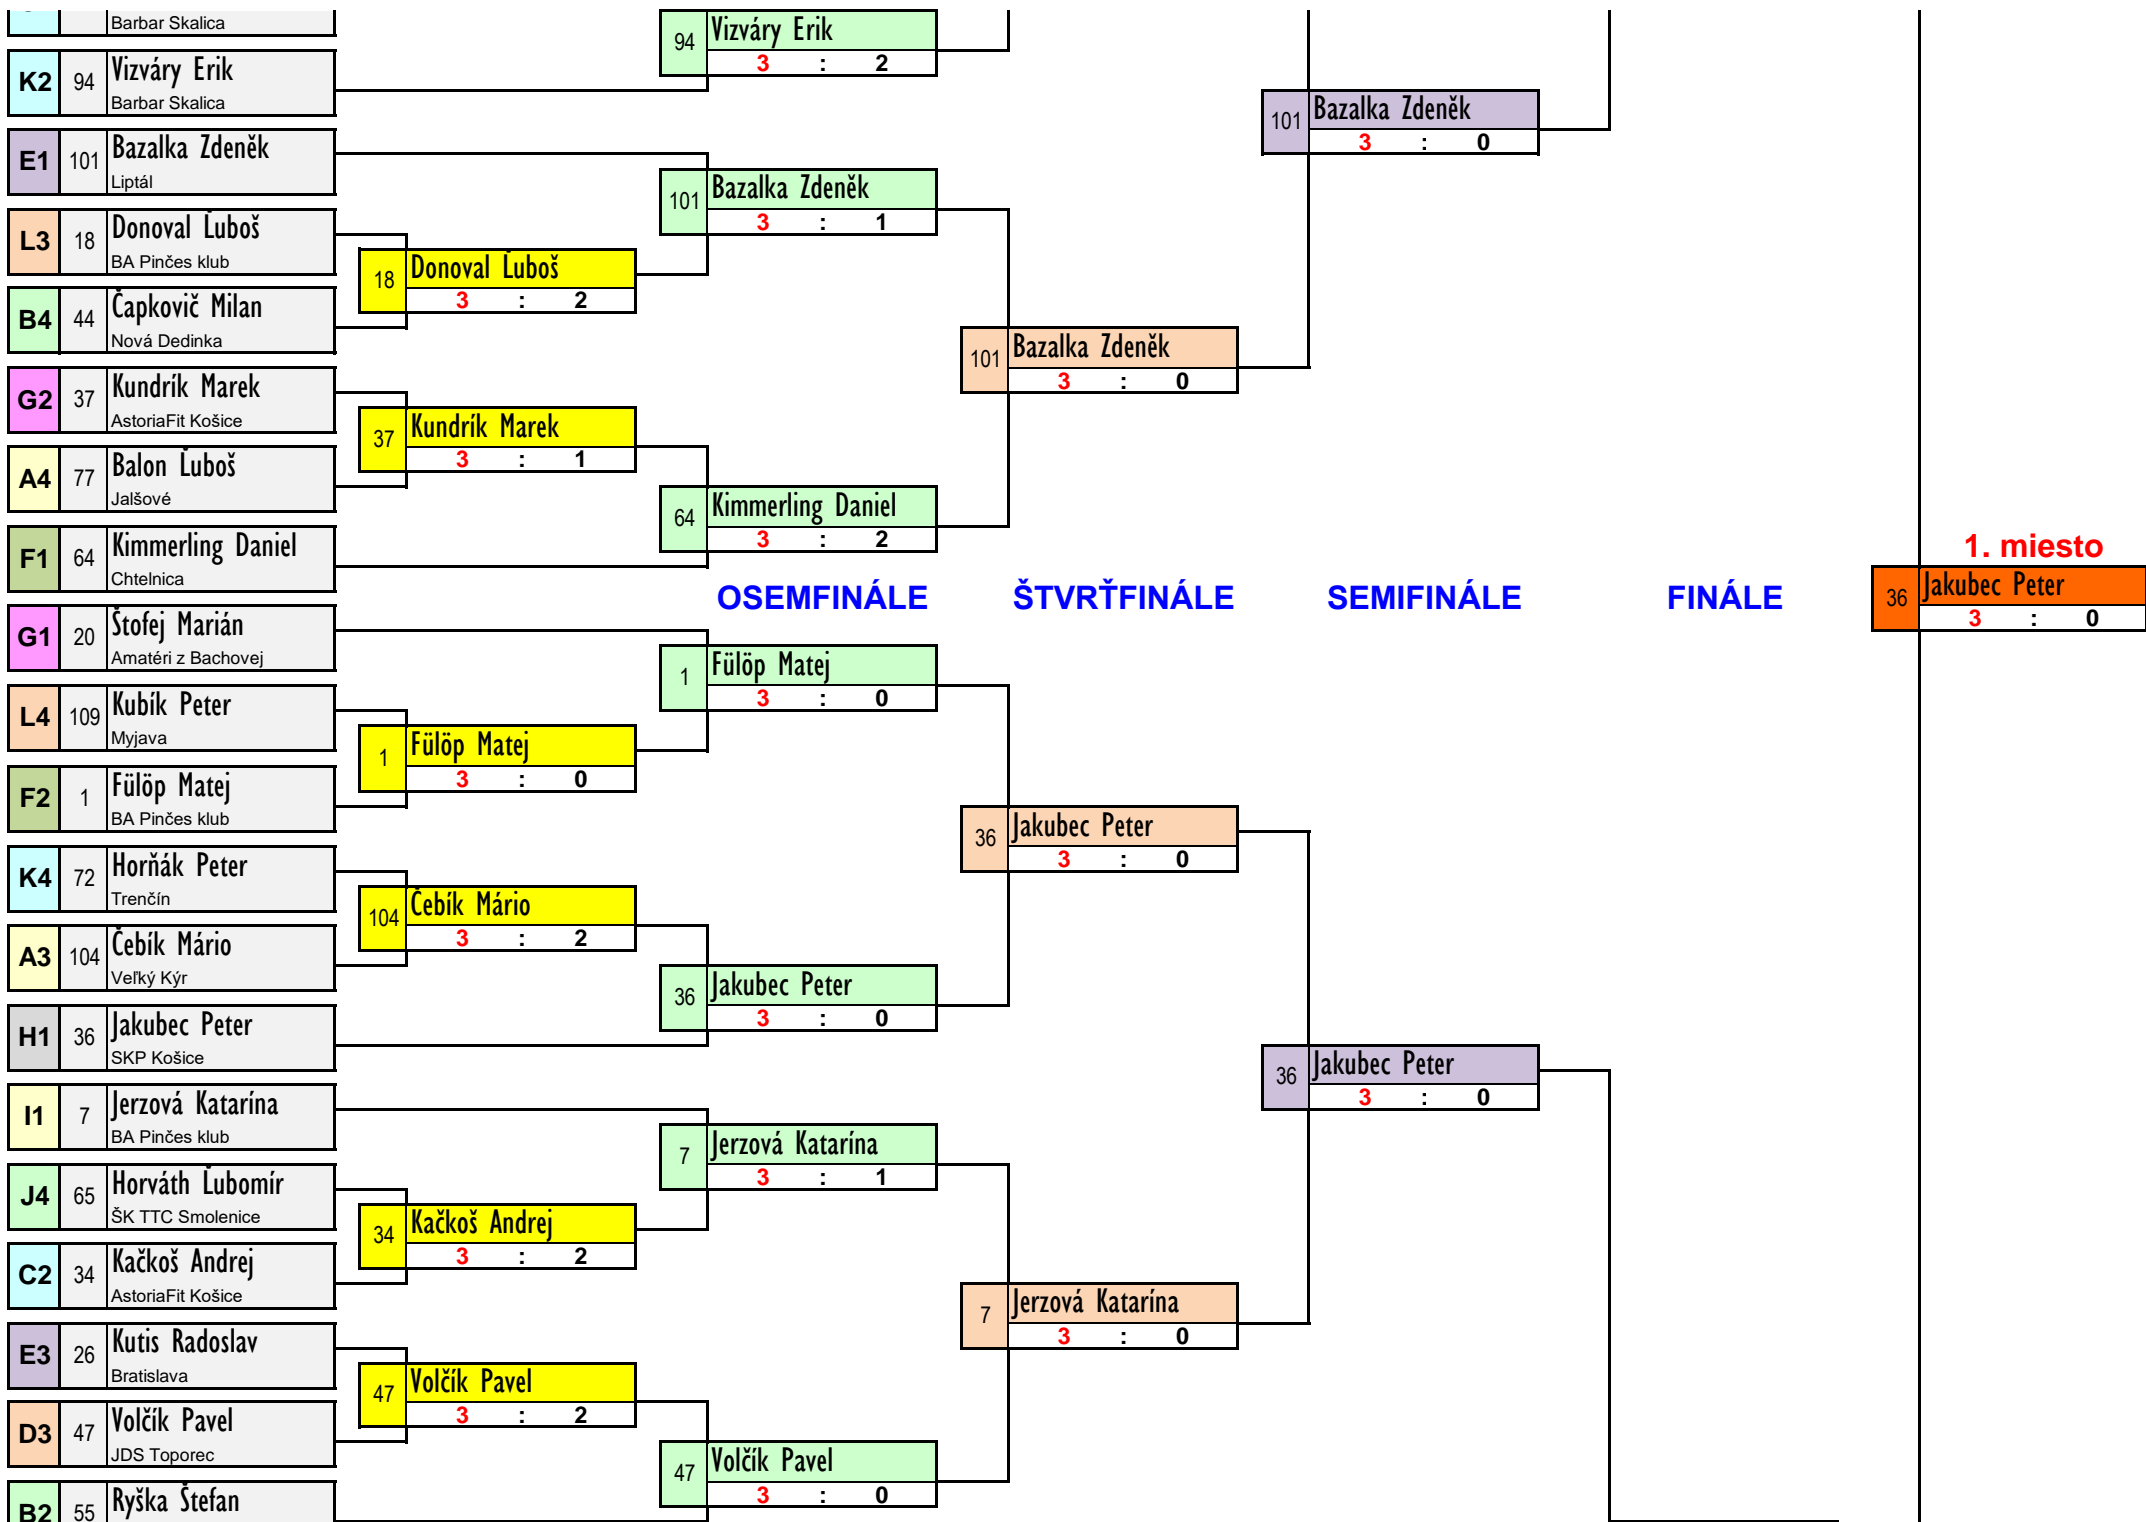 Barbar Skalica
K2 94 Vizváry Erik
Barbar Skalica
E1 101 Bazalka Zdeněk
Liptál
L3 18 Donoval Ľuboš
BA Pinčes klub
B4 44 Čapkovič Milan
Nová Dedinka
G2 37 Kundrík Marek
AstoriaFit Košice
A4 77 Balon Ľuboš
Jalšové
F1 64 Kimmerling Daniel
Chtelnica
G1 20 Štofej Marián
Amatéri z Bachovej
L4 109 Kubík Peter
Myjava
F2 1 Fülöp Matej
BA Pinčes klub
K4 72 Horňák Peter
Trenčín
A3 104 Čebík Mário
Veľký Kýr
H1 36 Jakubec Peter
SKP Košice
I1 7 Jerzová Katarína
BA Pinčes klub
J4 65 Horváth Ľubomír
ŠK TTC Smolenice
C2 34 Kačkoš Andrej
AstoriaFit Košice
E3 26 Kutis Radoslav
Bratislava
D3 47 Volčík Pavel
JDS Toporec
B2 55 Ryška Štefan
18 Donoval Ľuboš
3 : 2
37 Kundrík Marek
3 : 1
1 Fülöp Matej
3 : 0
104 Čebík Mário
3 : 2
34 Kačkoš Andrej
3 : 2
47 Volčík Pavel
3 : 2
94 Vizváry Erik
3 : 2
101 Bazalka Zdeněk
3 : 1
64 Kimmerling Daniel
3 : 2
OSEMFINÁLE ŠTVRŤFINÁLE SEMIFINÁLE FINÁLE
1 Fülöp Matej
3 : 0
36 Jakubec Peter
3 : 0
7 Jerzová Katarína
3 : 1
47 Volčík Pavel
3 : 0
101 Bazalka Zdeněk
3 : 0
36 Jakubec Peter
3 : 0
7 Jerzová Katarína
3 : 0
101 Bazalka Zdeněk
3 : 0
36 Jakubec Peter
3 : 0
1. miesto
36 Jakubec Peter
3 : 0